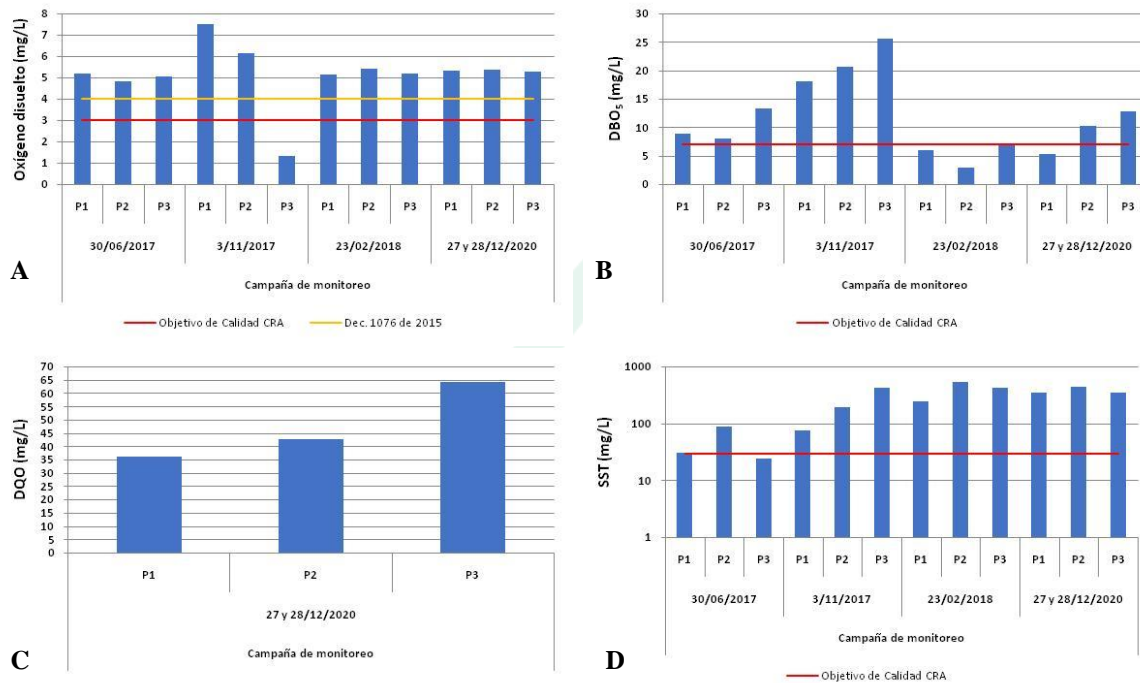 Oxígeno disuelto (mg/L)
8
7
6
5
4
3
2
1
0
P1 P2 P3 P1 P2 P3 P1 P2 P3 P1 P2 P3
30/06/2017 3/11/2017 23/02/2018 27 y 28/12/2020
Campaña de monitoreo
Objetivo de Calidad CRA Dec. 1076 de 2015
A
DBO₅ (mg/L)
30
25
20
15
10
5
0
P1 P2 P3 P1 P2 P3 P1 P2 P3 P1 P2 P3
30/06/2017 3/11/2017 23/02/2018 27 y 28/12/2020
Campaña de monitoreo
Objetivo de Calidad CRA
B
DQO (mg/L)
70
65
60
55
50
45
40
35
30
25
20
15
10
5
0
P1 P2 P3
27 y 28/12/2020
Campaña de monitoreo
C
SST (mg/L)
1000
100
10
1
P1 P2 P3 P1 P2 P3 P1 P2 P3 P1 P2 P3
30/06/2017 3/11/2017 23/02/2018 27 y 28/12/2020
Campaña de monitoreo
Objetivo de Calidad CRA
D